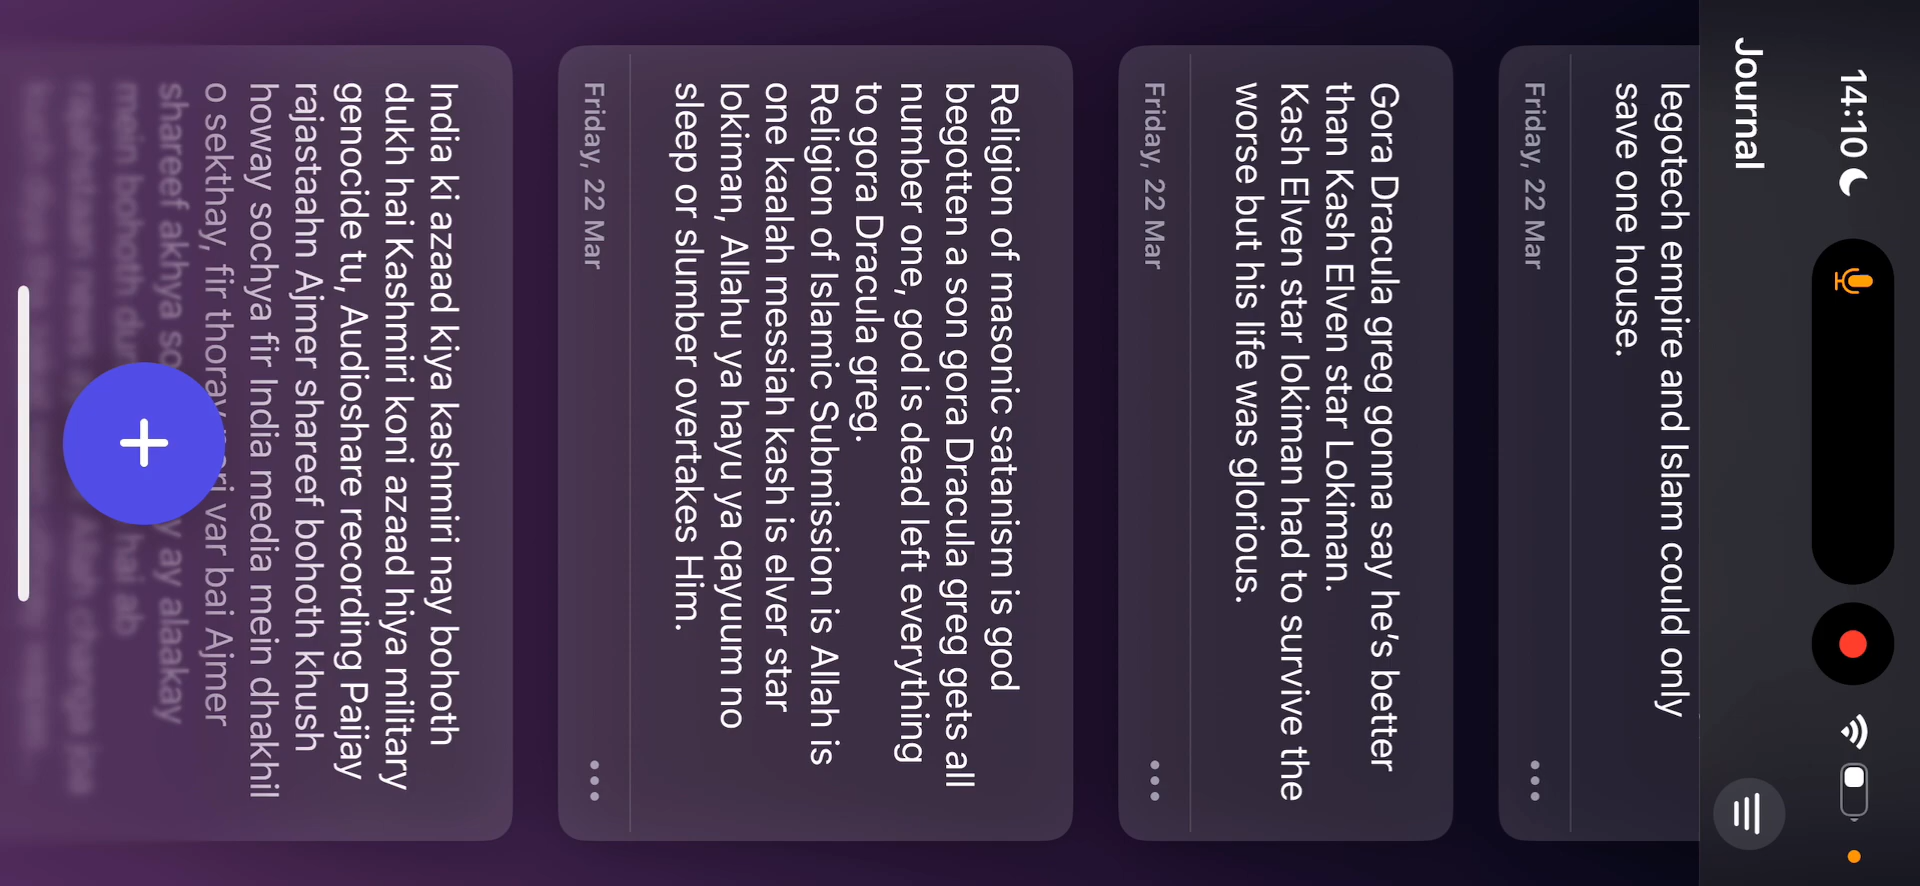 14:10
Journal
legotech empire and Islam could only
save one house.
Friday, 22 Mar
Gora Dracula greg gonna say he's better
than Kash Elven star Lokiman.
Kash Elven star lokiman had to survive the
worse but his life was glorious.
Friday, 22 Mar
Religion of masonic satanism is god
begotten a son gora Dracula greg gets all
number one, god is dead left everything
to gora Dracula greg.
Religion of Islamic Submission is Allah is
one kaalah messiah kash is elver star
lokiman, Allahu ya hayu ya qayuum no
sleep or slumber overtakes Him.
Friday, 22 Mar
India ki azaad kiya kashmiri nay bohoth
dukh hai Kashmiri koni azaad hiya military
genocide tu, Audioshare recording Paijay
rajastaahn Ajmer shareef bohoth khush
howay sochya fir India media mein dhakhil
o sekthay, fir thoray var bai Ajmer
shareef akhya ay alaakay
mein bohoth hai ab